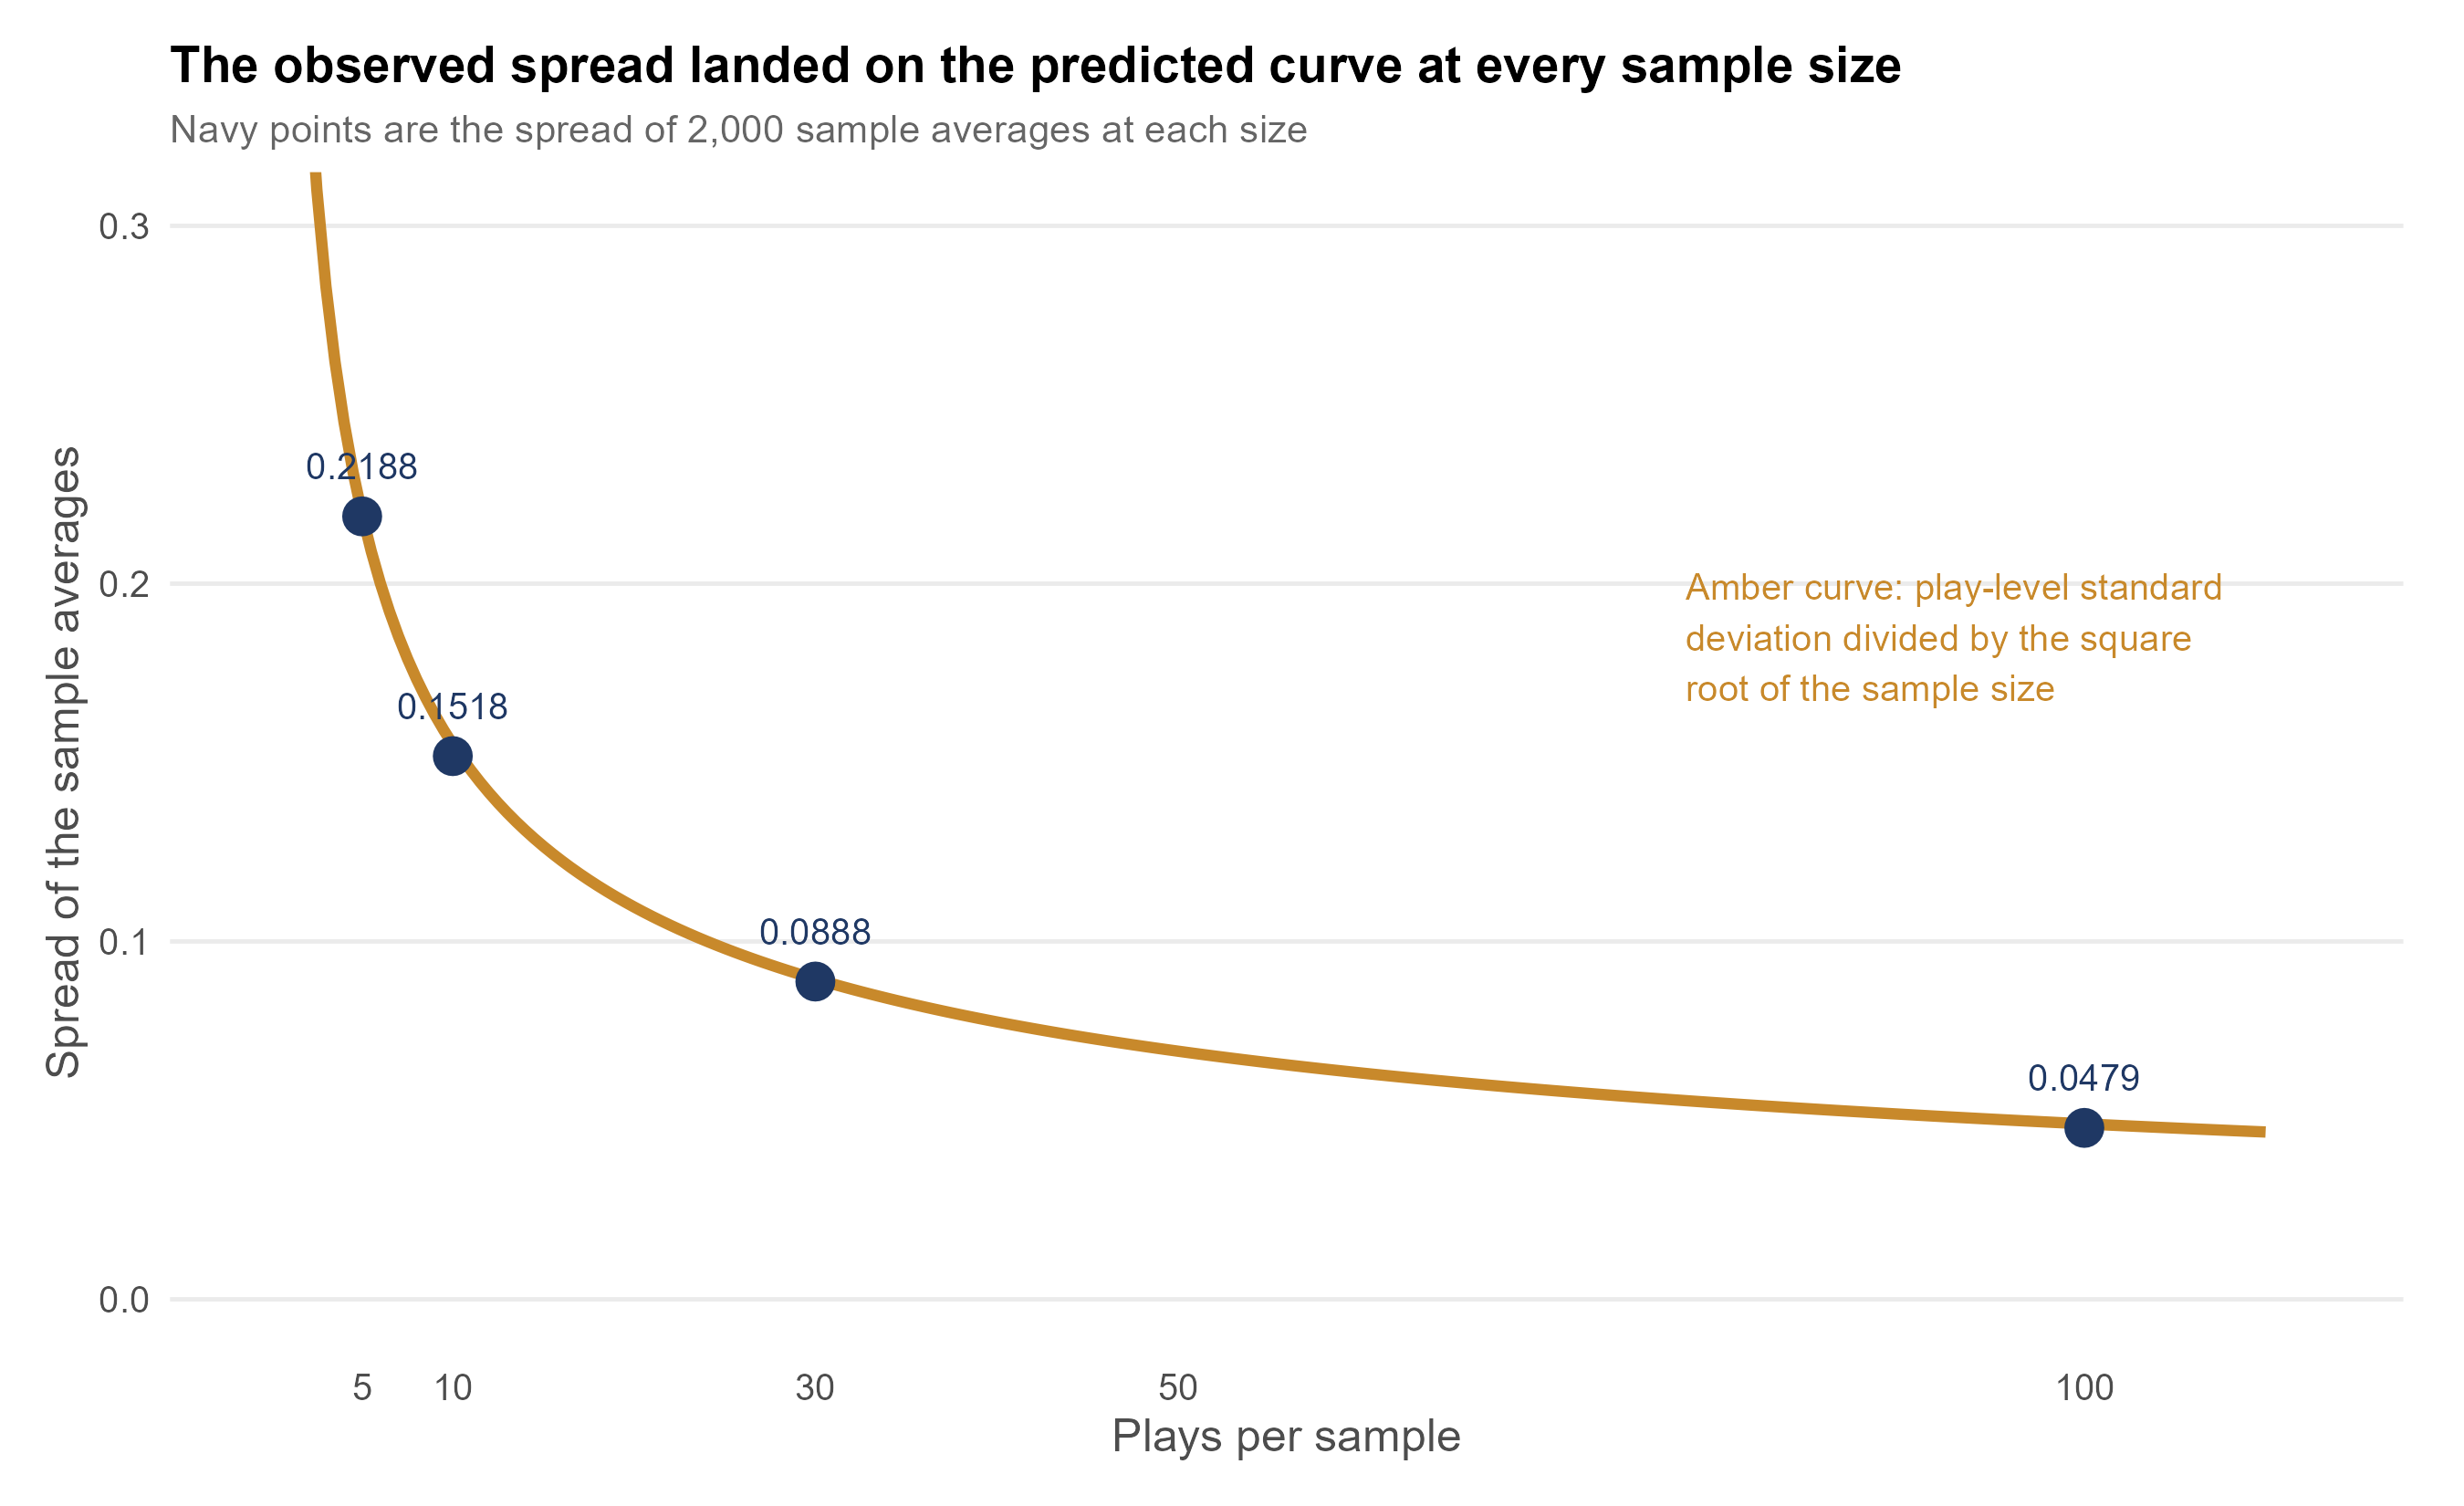 The observed spread landed on the predicted curve at every sample size
Navy points are the spread of 2,000 sample averages at each size
Spread of the sample averages
0.3
0.2
0.1
0.0
0.2188
0.1518
0.0888
0.0479
Amber curve: play-level standard
deviation divided by the square
root of the sample size
5 10 30 50 100
Plays per sample